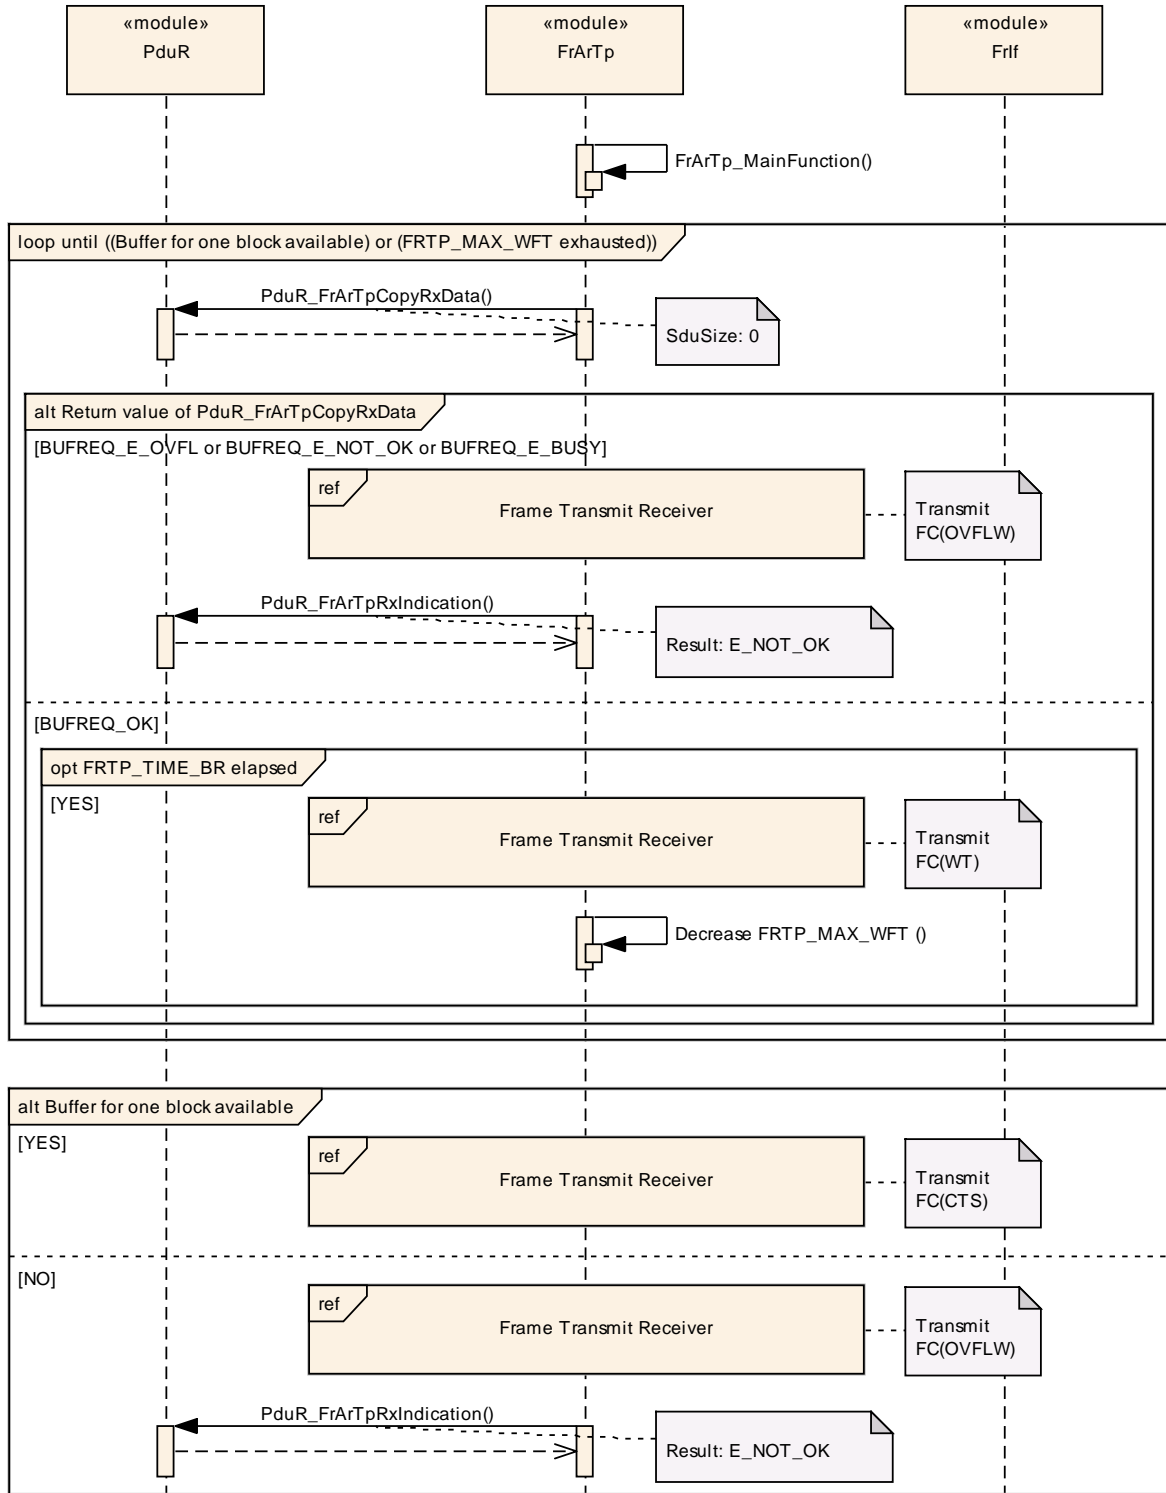 «module»
PduR
«module»
FrArTp
«module»
FrIf
FrArTp_MainFunction()
loop until ((Buffer for one block available) or (FRTP_MAX_WFT exhausted))
PduR_FrArTpCopyRxData()
SduSize: 0
alt Return value of PduR_FrArTpCopyRxData
[BUFREQ_E_OVFL or BUFREQ_E_NOT_OK or BUFREQ_E_BUSY]
ref
Frame Transmit Receiver
Transmit
FC(OVFLW)
PduR_FrArTpRxIndication()
Result: E_NOT_OK
[BUFREQ_OK]
opt FRTP_TIME_BR elapsed
[YES]
ref
Frame Transmit Receiver
Transmit
FC(WT)
Decrease FRTP_MAX_WFT ()
alt Buffer for one block available
[YES]
ref
Frame Transmit Receiver
Transmit
FC(CTS)
[NO]
ref
Frame Transmit Receiver
Transmit
FC(OVFLW)
PduR_FrArTpRxIndication()
Result: E_NOT_OK